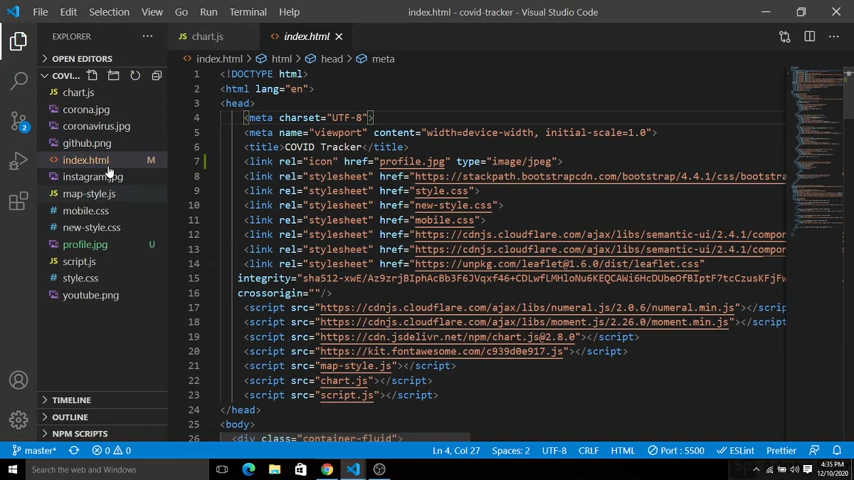 File Edit Selection View Go Run Terminal Help index.html - covid-tracker - Visual Studio Code
EXPLORER
OPEN EDITORS
COVI...
chart.js
corona.jpg
coronavirus.jpg
github.png
index.html M
instagram.jpg
map-style.js
# mobile.css
# new-style.css
profile.jpg U
script.js
# style.css
youtube.png
TIMELINE
OUTLINE
NPM SCRIPTS
chart.js index.html
index.html > html > head > meta
1 <!DOCTYPE html>
2 <html lang="en">
3 <head>
4 <meta charset="UTF-8">
5 <meta name="viewport" content="width=device-width, initial-scale=1.0">
6 <title>COVID Tracker</title>
7 <link rel="icon" href="profile.jpg" type="image/jpeg">
8 <link rel="stylesheet" href="https://stackpath.bootstrapcdn.com/bootstrap/4.4.1/css/bootstra
9 <link rel="stylesheet" href="style.css">
10 <link rel="stylesheet" href="new-style.css">
11 <link rel="stylesheet" href="mobile.css">
12 <link rel="stylesheet" href="https://cdnjs.cloudflare.com/ajax/libs/semantic-ui/2.4.1/compon
13 <link rel="stylesheet" href="https://cdnjs.cloudflare.com/ajax/libs/semantic-ui/2.4.1/compon
14 <link rel="stylesheet" href="https://unpkg.com/leaflet@1.6.0/dist/leaflet.css"
15
16 crossorigin=""/>
17 <script src="https://cdnjs.cloudflare.com/ajax/libs/numeral.js/2.0.6/numeral.min.js"></scrip
18 <script src="https://cdnjs.cloudflare.com/ajax/libs/moment.js/2.26.0/moment.min.js"></script
19 <script src="https://cdn.jsdelivr.net/npm/chart.js@2.8.0"></script>
20 <script src="https://kit.fontawesome.com/c939d0e917.js"></script>
21 <script src="map-style.js"></script>
22 <script src="chart.js"></script>
23 <script src="script.js"></script>
24 </head>
25 <body>
26 <div class="container-fluid">
2
master* 0 0 Ln 4, Col 27 Spaces: 2 UTF-8 CRLF HTML Port : 5500 ESLint Prettier
Search the web and Windows
4:35 PM
12/10/2020